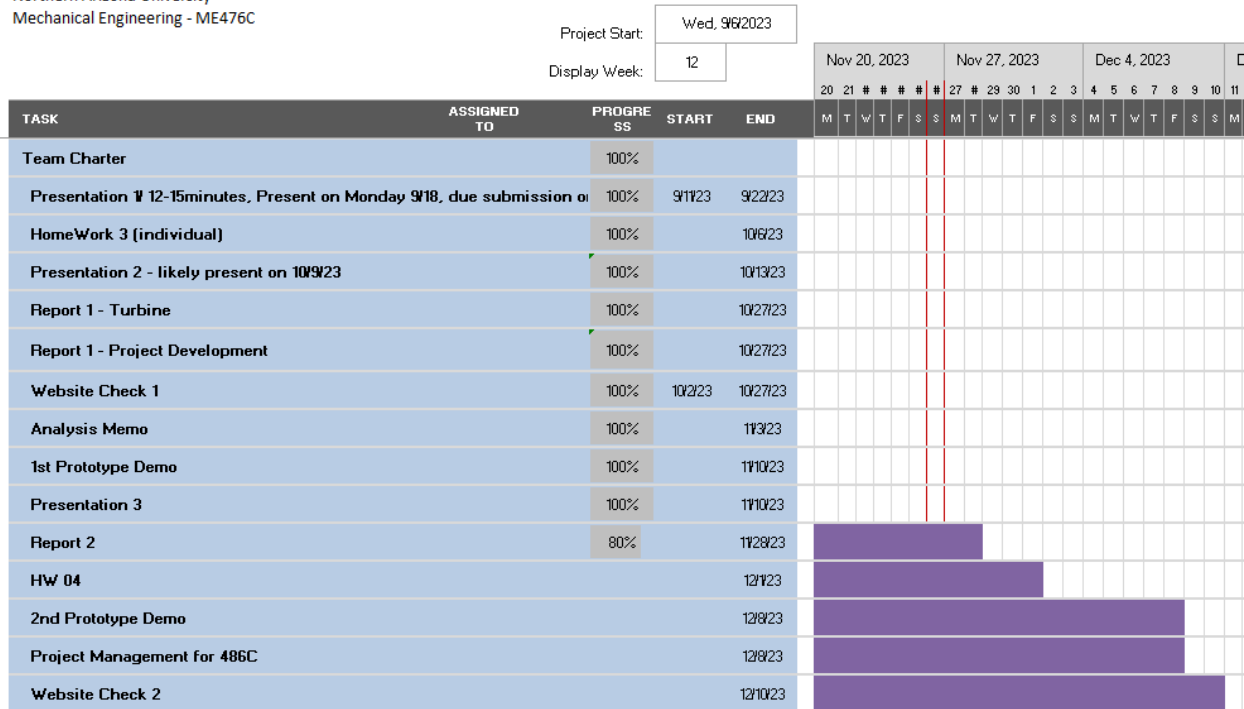 Mechanical Engineering - ME476C
Project Start: Wed, 9/6/2023
Display Week: 12
Nov 20, 2023 Nov 27, 2023 Dec 4, 2023
20 21 # # # # # 27 # 29 30 1 2 3 4 5 6 7 8 9 10 11
TASK ASSIGNED TO PROGRESS START END M T W T F S S M T W T F S S M T W T F S S M
Team Charter 100%
Presentation 1/ 12-15minutes, Present on Monday 9/18, due submission 100% 9/11/23 9/22/23
HomeWork 3 (individual) 100% 10/6/23
Presentation 2 - likely present on 10/9/23 100% 10/13/23
Report 1 - Turbine 100% 10/27/23
Report 1 - Project Development 100% 10/27/23
Website Check 1 100% 10/2/23 10/27/23
Analysis Memo 100% 11/3/23
1st Prototype Demo 100% 11/10/23
Presentation 3 100% 11/10/23
Report 2 80% 11/28/23
HW 04 12/1/23
2nd Prototype Demo 12/8/23
Project Management for 486C 12/8/23
Website Check 2 12/10/23